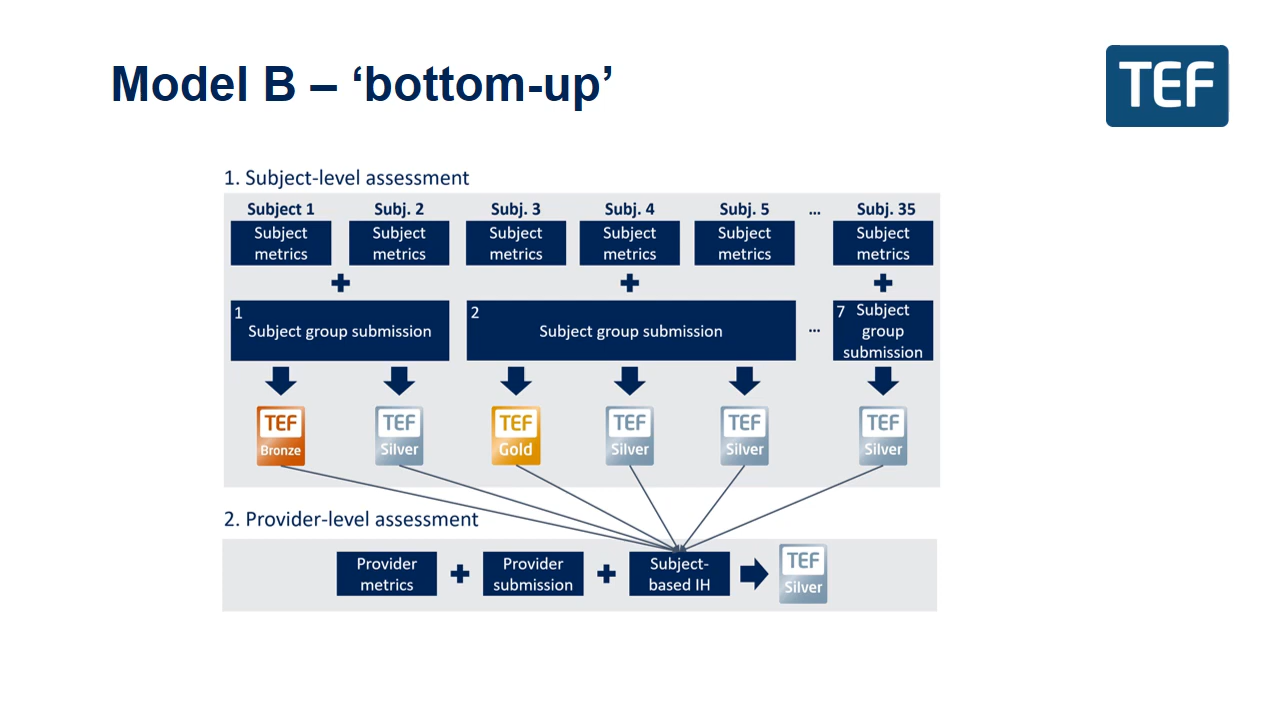 Model B – ‘bottom-up’
TEF
1. Subject-level assessment
Subject 1 Subj. 2 Subj. 3 Subj. 4 Subj. 5 ... Subj. 35
Subject metrics
Subject metrics
Subject metrics
Subject metrics
Subject metrics
Subject metrics
+ + +
1 Subject group submission
2 Subject group submission
...
7 Subject group submission
TEF Bronze
TEF Silver
TEF Gold
TEF Silver
TEF Silver
TEF Silver
2. Provider-level assessment
Provider metrics
+
Provider submission
+
Subject-based IH
TEF Silver